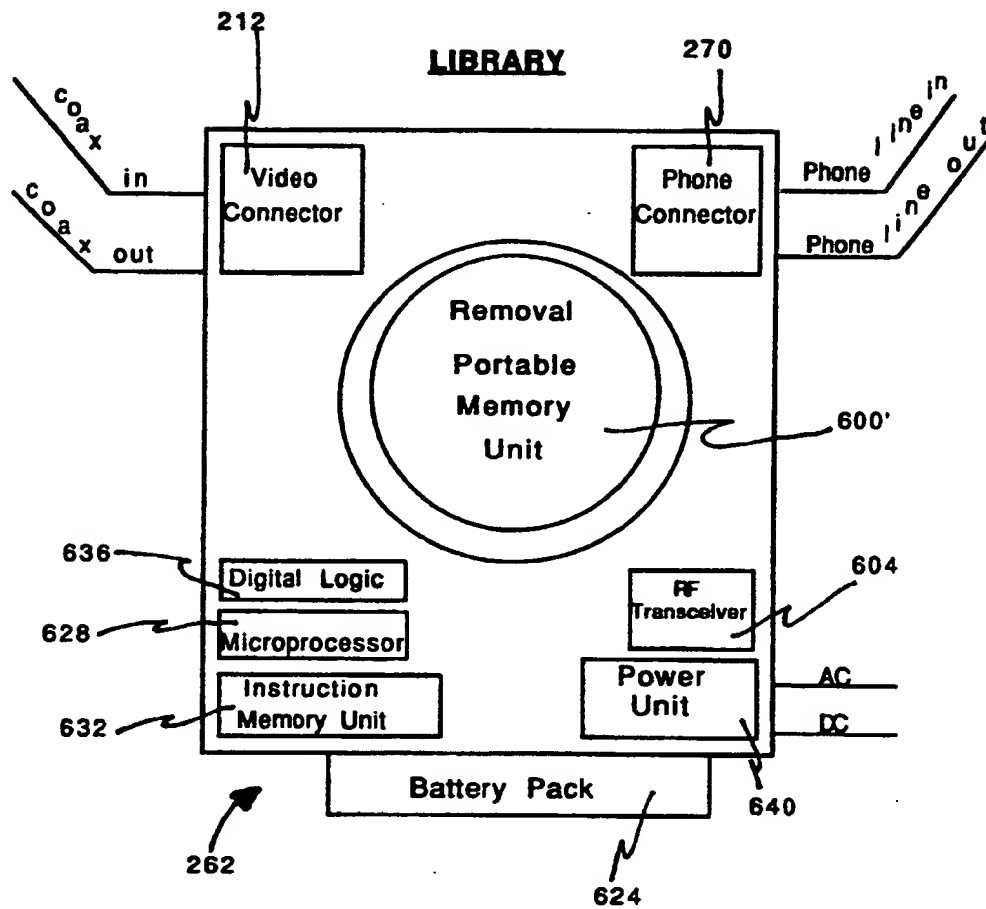 212
LIBRARY
270
coax in
coax out
Video
Connector
Phone
Connector
Phone line in
Phone line out
Removal
Portable
Memory
Unit
600'
636
Digital Logic
628
Microprocessor
632
Instruction
Memory Unit
RF
Transceiver
604
Power
Unit
AC
DC
640
Battery Pack
262
624